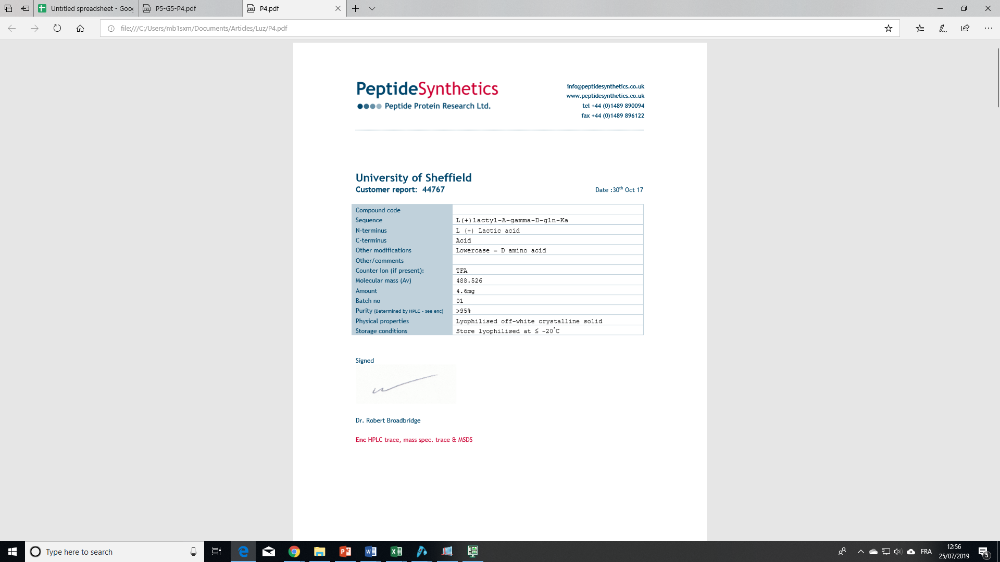 Untitled spreadsheet - Goog
P5-G5-P4.pdf
P4.pdf
file:///C:/Users/mb1sxm/Documents/Articles/Luz/P4.pdf
PeptideSynthetics
Peptide Protein Research Ltd.
info@peptidesynthetics.co.uk
www.peptidesynthetics.co.uk
tel +44 (0)1489 890094
fax +44 (0)1489 896122
University of Sheffield
Customer report: 44767
Date :30th Oct 17
Compound code
Sequence L(+)lactyl-A-gamma-D-gln-Ka
N-terminus L (+) Lactic acid
C-terminus Acid
Other modifications Lowercase = D amino acid
Other/comments
Counter Ion (if present): TFA
Molecular mass (Av) 488.526
Amount 4.6mg
Batch no 01
Purity (Determined by HPLC - see enc) >95%
Physical properties Lyophilised off-white crystalline solid
Storage conditions Store lyophilised at ≤ -20°C
Signed
Dr. Robert Broadbridge
Enc HPLC trace, mass spec. trace & MSDS
Type here to search
FRA
12:56
25/07/2019
5